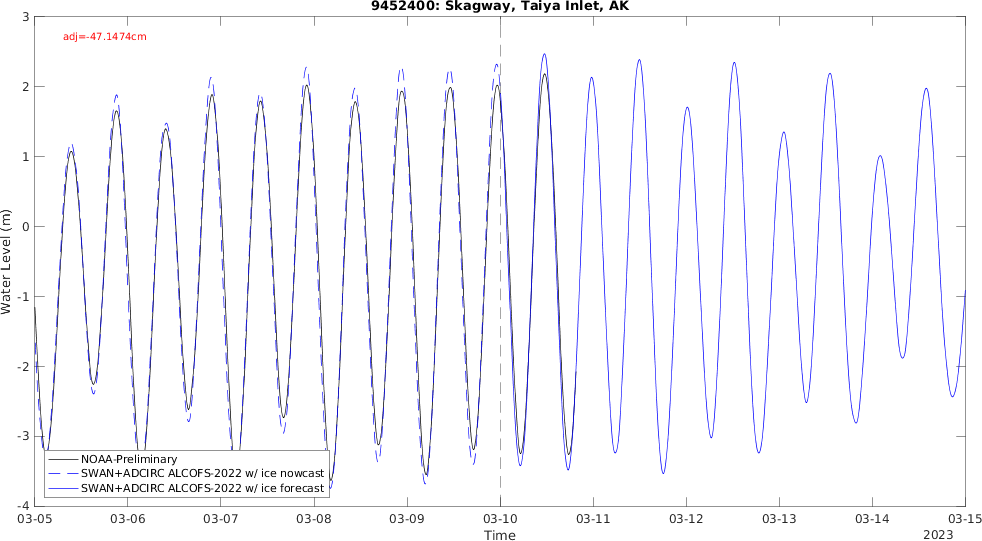 9452400: Skagway, Taiya Inlet, AK
adj=-47.1474cm
Water Level (m)
3
2
1
0
-1
-2
-3
-4
NOAA-Preliminary
SWAN+ADCIRC ALCOFS-2022 w/ ice nowcast
SWAN+ADCIRC ALCOFS-2022 w/ ice forecast
03-05 03-06 03-07 03-08 03-09 03-10 03-11 03-12 03-13 03-14 03-15
Time
2023